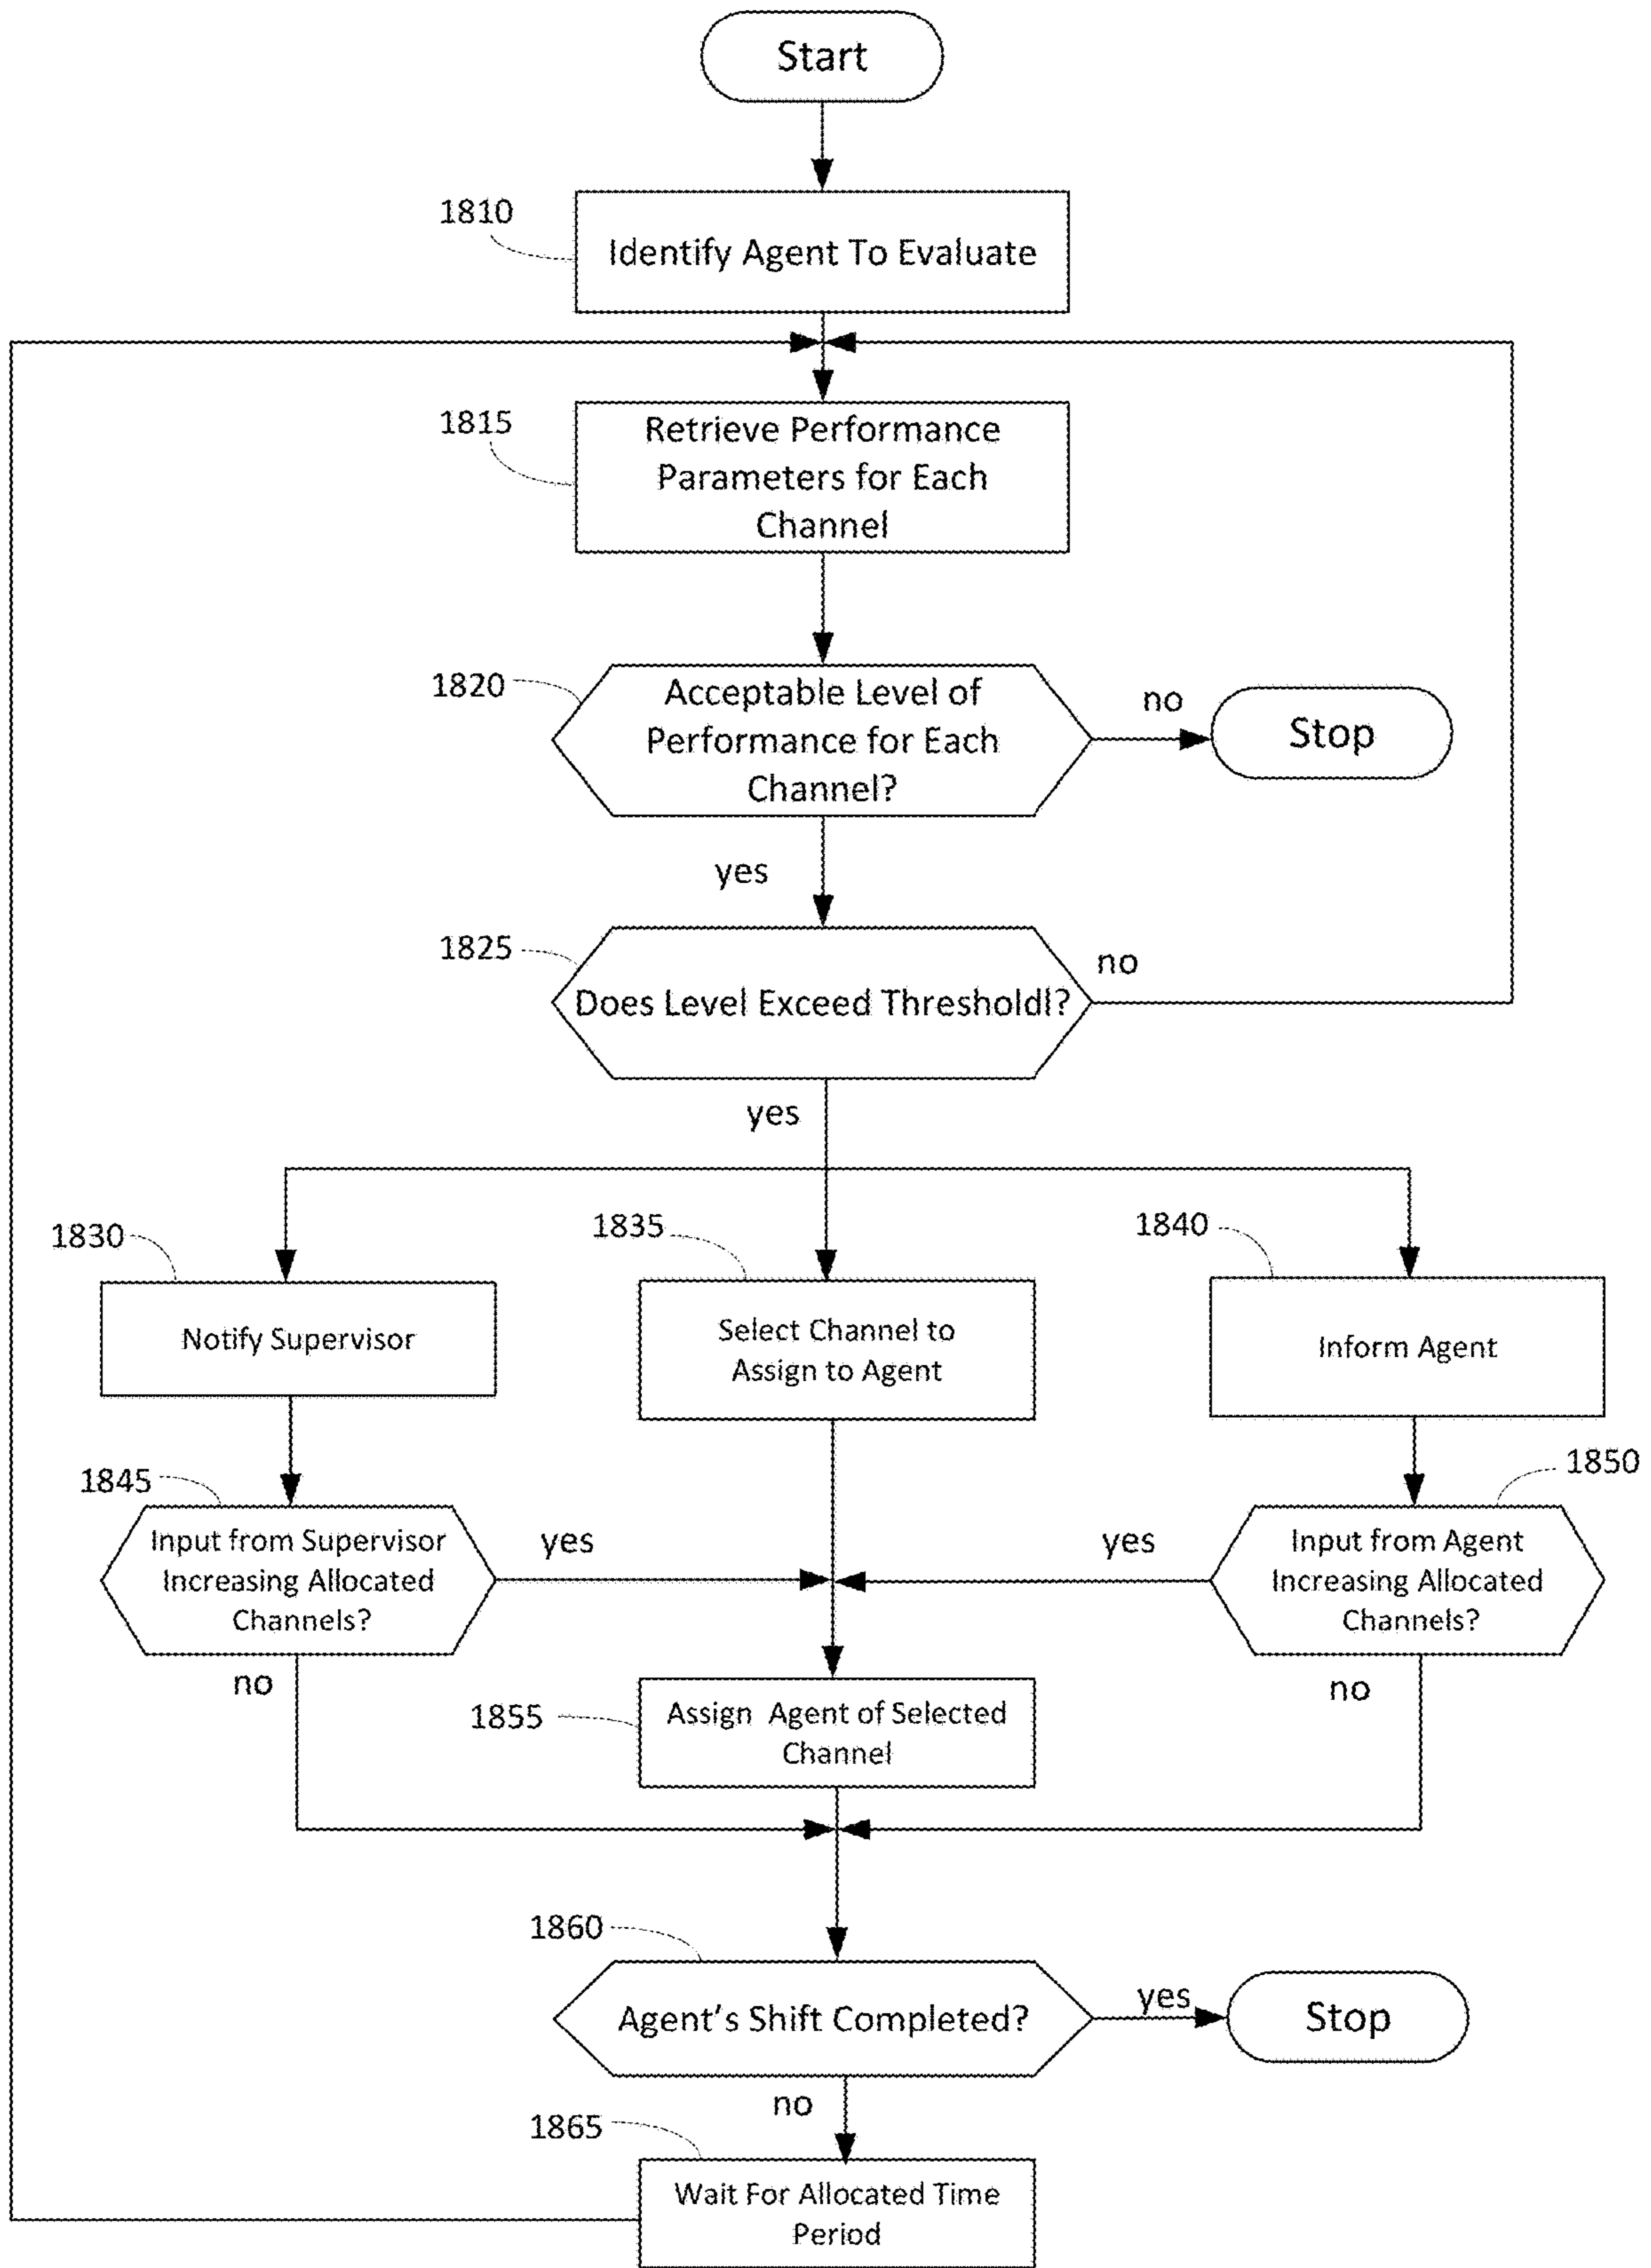 Start
1810
Identify Agent To Evaluate
1815
Retrieve Performance
Parameters for Each
Channel
1820
Acceptable Level of
Performance for Each
Channel?
no
Stop
yes
1825
Does Level Exceed Thresholdl?
no
yes
1830
Notify Supervisor
1835
Select Channel to
Assign to Agent
1840
Inform Agent
1845
Input from Supervisor
Increasing Allocated
Channels?
yes
no
1850
Input from Agent
Increasing Allocated
Channels?
yes
no
1855
Assign Agent of Selected
Channel
1860
Agent's Shift Completed?
yes
Stop
no
1865
Wait For Allocated Time
Period